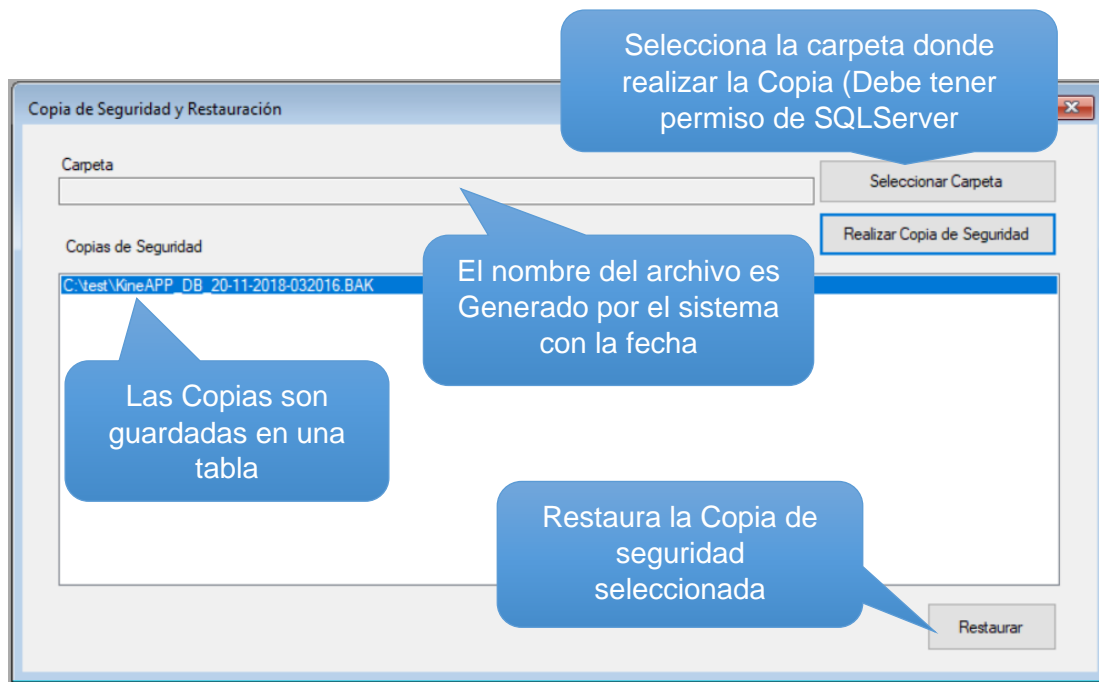 Selecciona la carpeta donde
realizar la Copia (Debe tener
permiso de SQLServer
Copia de Seguridad y Restauración
Carpeta
Seleccionar Carpeta
Realizar Copia de Seguridad
Copias de Seguridad
El nombre del archivo es
Generado por el sistema
con la fecha
C:\test\KineAPP_DB_20-11-2018-032016.BAK
Las Copias son
guardadas en una
tabla
Restaura la Copia de
seguridad
seleccionada
Restaurar